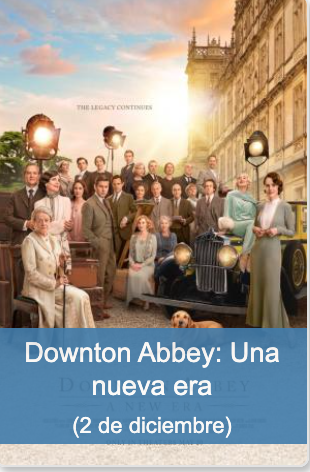 THE LEGACY CONTINUES
Downton Abbey: Una
nueva era
(2 de diciembre)